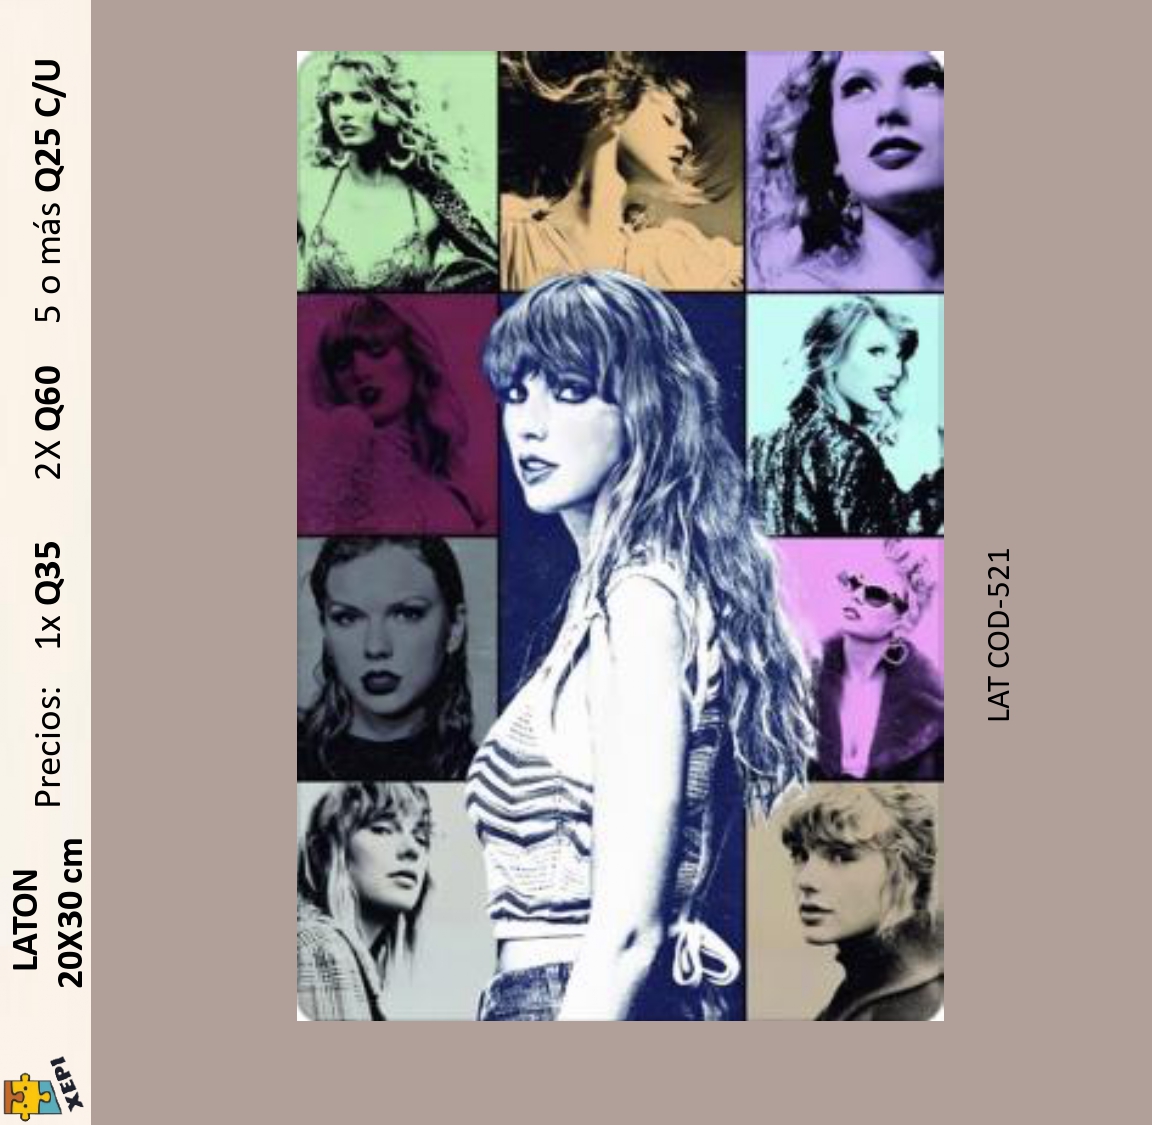 LATON
20X30 cm
Precios: 1x Q35 2X Q60 5 o más Q25 C/U
XEPI
LAT COD-521